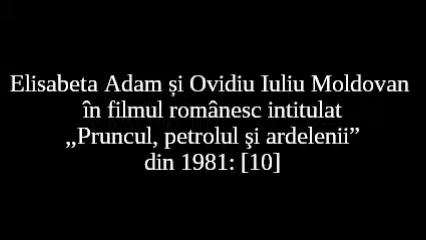 Elisabeta Adam și Ovidiu Iuliu Moldovan
în filmul românesc intitulat
„Pruncul, petrolul şi ardelenii”
din 1981: [10]